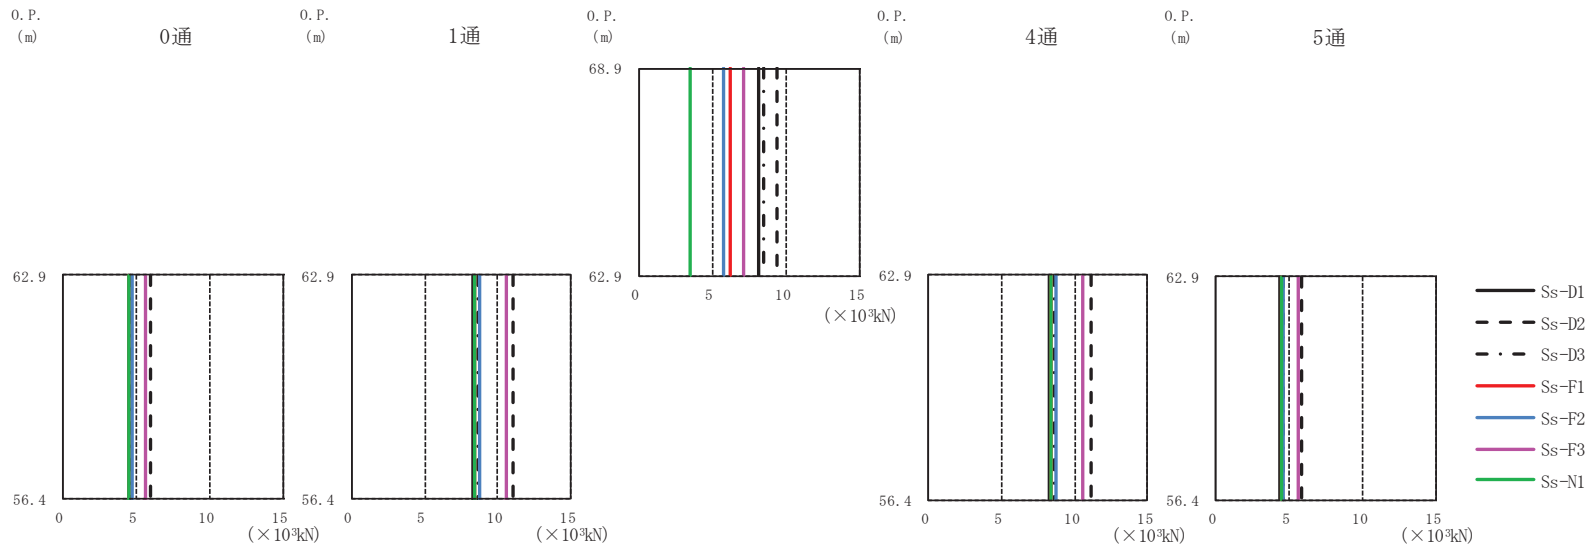 O.P.
(m)
0通
62.9
56.4
0 5 10 15
(×10³kN)
O.P.
(m)
1通
62.9
56.4
0 5 10 15
(×10³kN)
O.P.
(m)
68.9
62.9
0 5 10 15
(×10³kN)
O.P.
(m)
4通
62.9
56.4
0 5 10 15
(×10³kN)
O.P.
(m)
5通
62.9
56.4
0 5 10 15
(×10³kN)
Ss-D1
Ss-D2
Ss-D3
Ss-F1
Ss-F2
Ss-F3
Ss-N1